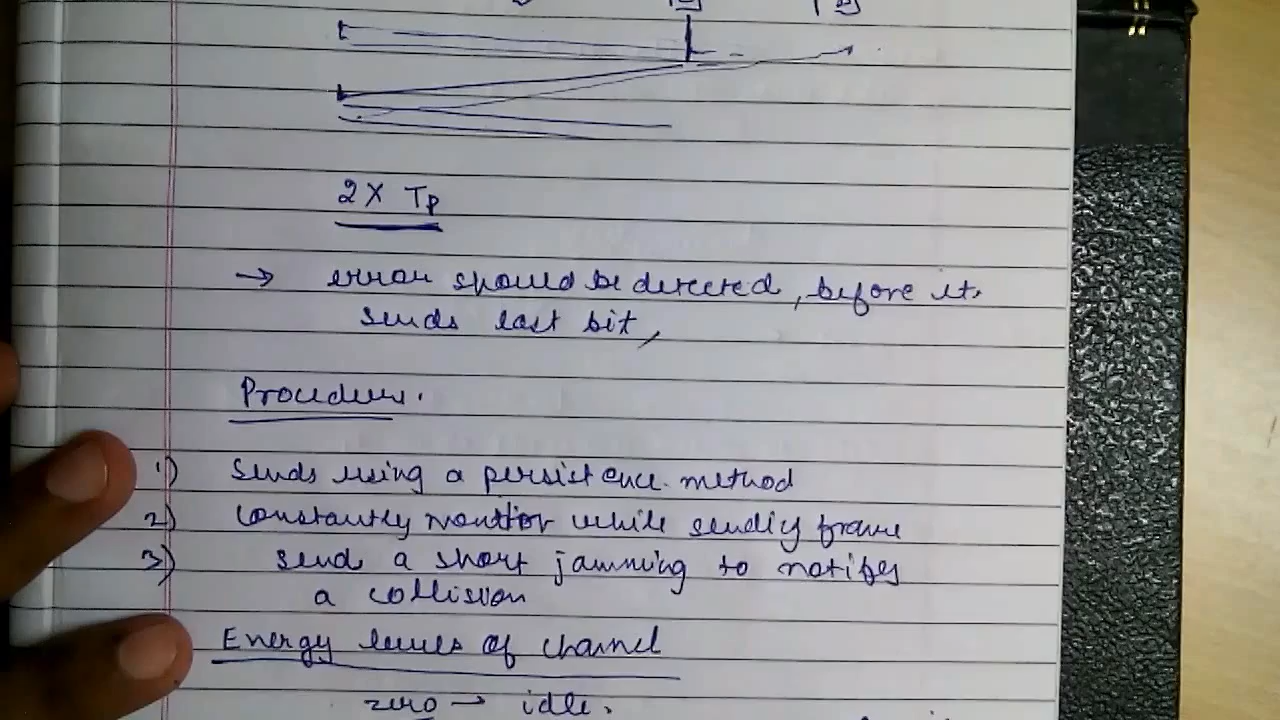 2 X Tp
→ error should be detected, before it
sends last bit,
Procedure.
1) Sends using a persistence method
2) Constantly monitor while sending frame
3) send a short jamming to notify
a collision
Energy levels of channel
zero → idle.